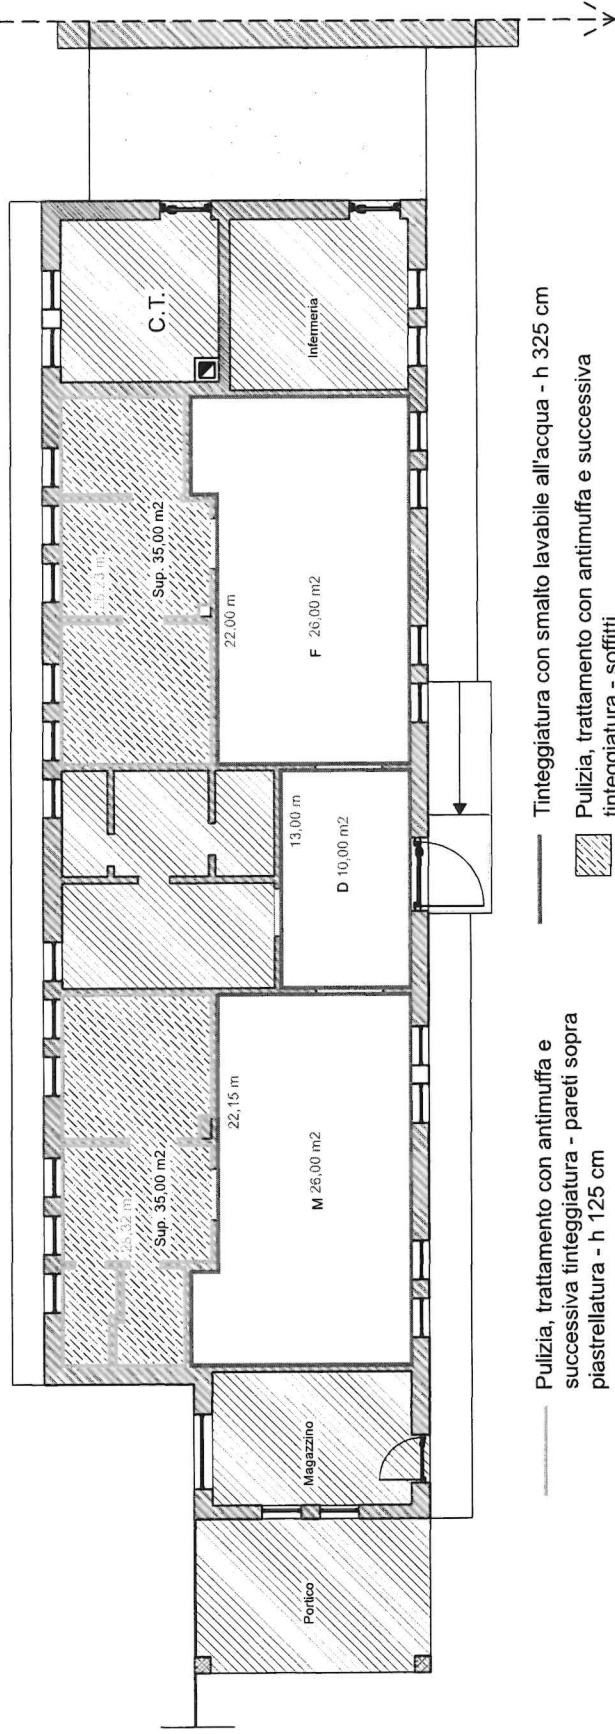 Portico
Magazzino
M 26,00 m2
22,15 m
25,32 m
Sup. 35,00 m2
D 10,00 m2
13,00 m
F 26,00 m2
22,00 m
Sup. 35,00 m2
Infermeria
C.T.
Pulizia, trattamento con antimuffa e
successiva tinteggiatura - pareti sopra
piastrellatura - h 125 cm
Tinteggiatura con smalto lavabile all'acqua - h 325 cm
Pulizia, trattamento con antimuffa e successiva
tinteggiatura - soffitti